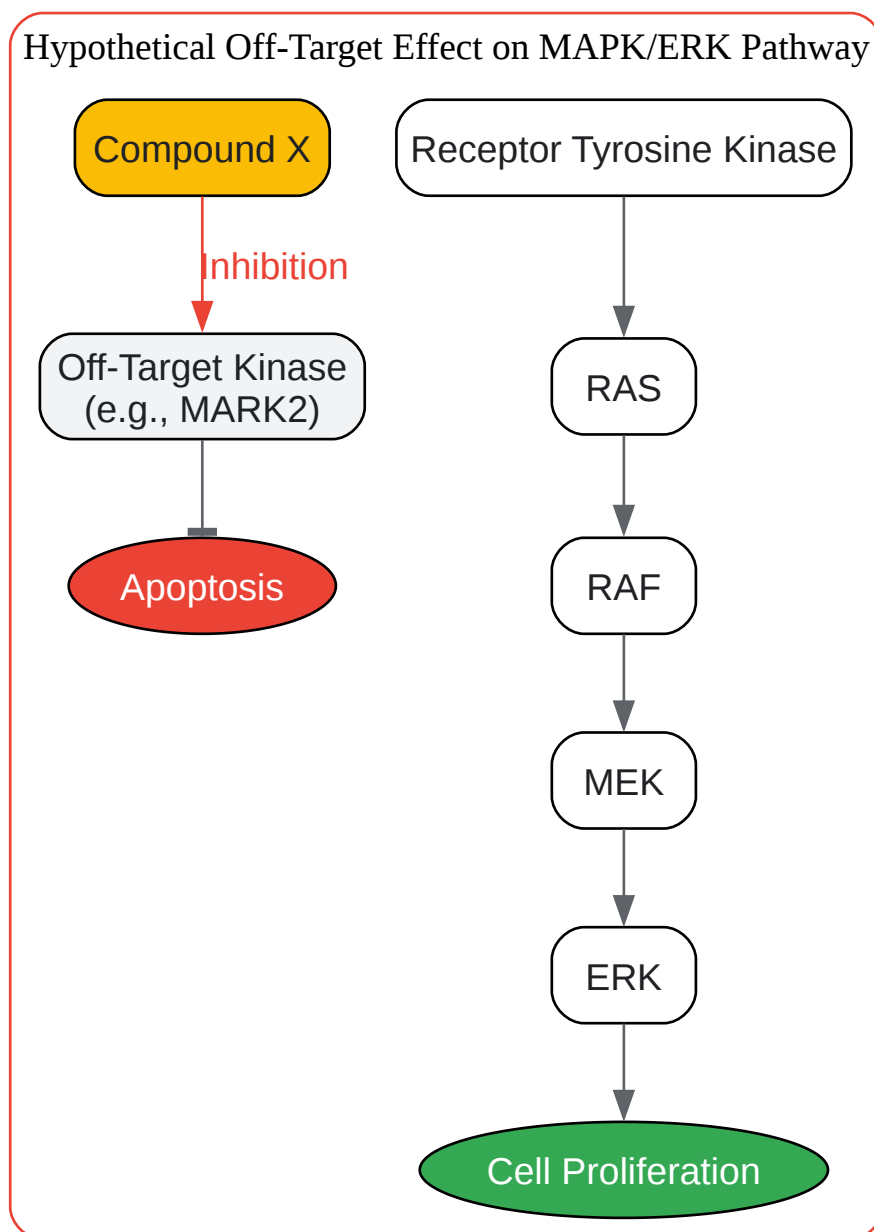 Hypothetical Off-Target Effect on MAPK/ERK Pathway
Compound X
Inhibition
Off-Target Kinase
(e.g., MARK2)
Apoptosis
Receptor Tyrosine Kinase
RAS
RAF
MEK
ERK
Cell Proliferation